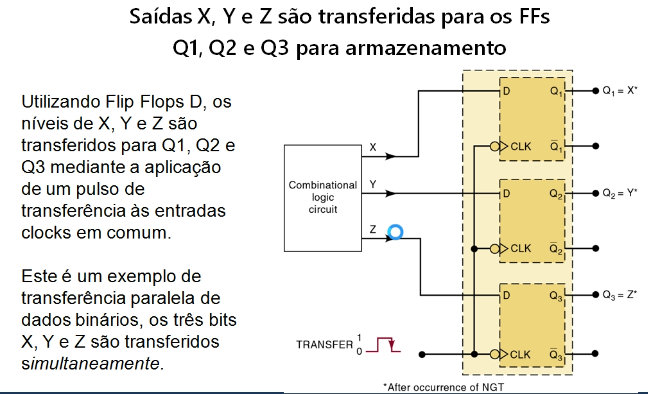 Saídas X, Y e Z são transferidas para os FFs
Q1, Q2 e Q3 para armazenamento
Utilizando Flip Flops D, os
níveis de X, Y e Z são
transferidos para Q1, Q2 e
Q3 mediante a aplicação
de um pulso de
transferência às entradas
clocks em comum.
Este é um exemplo de
transferência paralela de
dados binários, os três bits
X, Y e Z são transferidos
simultaneamente.
Combinational
logic
circuit
X
Y
Z
D Q1
CLK Q̅1
Q1 = X*
D Q2
CLK Q̅2
Q2 = Y*
D Q3
CLK Q̅3
Q3 = Z*
TRANSFER 1
0
*After occurrence of NGT